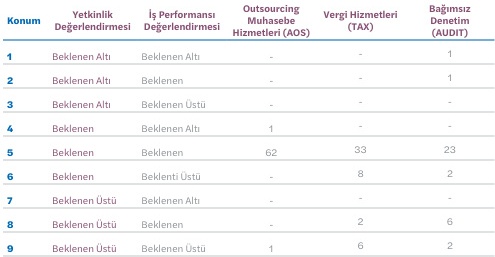 Konum | Yetkinlik Değerlendirmesi | İş Performansı Değerlendirmesi | Outsourcing Muhasebe Hizmetleri (AOS) | Vergi Hizmetleri (TAX) | Bağımsız Denetim (AUDIT)
1 | Beklenen Altı | Beklenen Altı | - | - | 1
2 | Beklenen Altı | Beklenen | - | - | 1
3 | Beklenen Altı | Beklenen Üstü | - | - | -
4 | Beklenen | Beklenen Altı | 1 | - | -
5 | Beklenen | Beklenen | 62 | 33 | 23
6 | Beklenen | Beklenti Üstü | - | 8 | 2
7 | Beklenen Üstü | Beklenen Altı | - | - | -
8 | Beklenen Üstü | Beklenen | - | 2 | 6
9 | Beklenen Üstü | Beklenen Üstü | 1 | 6 | 2